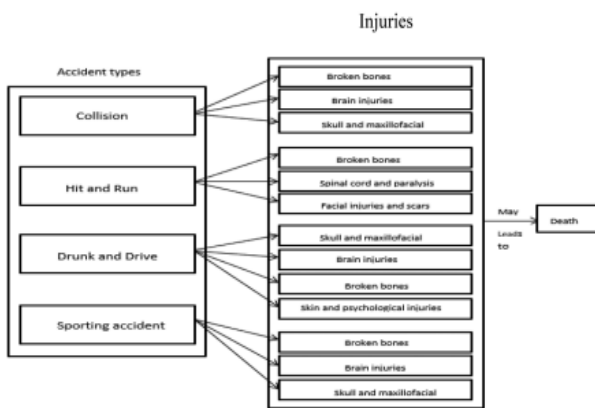 Injuries
Accident types
Collision
Hit and Run
Drunk and Drive
Sporting accident
Broken bones
Brain injuries
Skull and maxillofacial
Broken bones
Spinal cord and paralysis
Facial injuries and scars
Skull and maxillofacial
Brain injuries
Broken bones
Skin and psychological injuries
Broken bones
Brain injuries
Skull and maxillofacial
May
Leads
to
Death